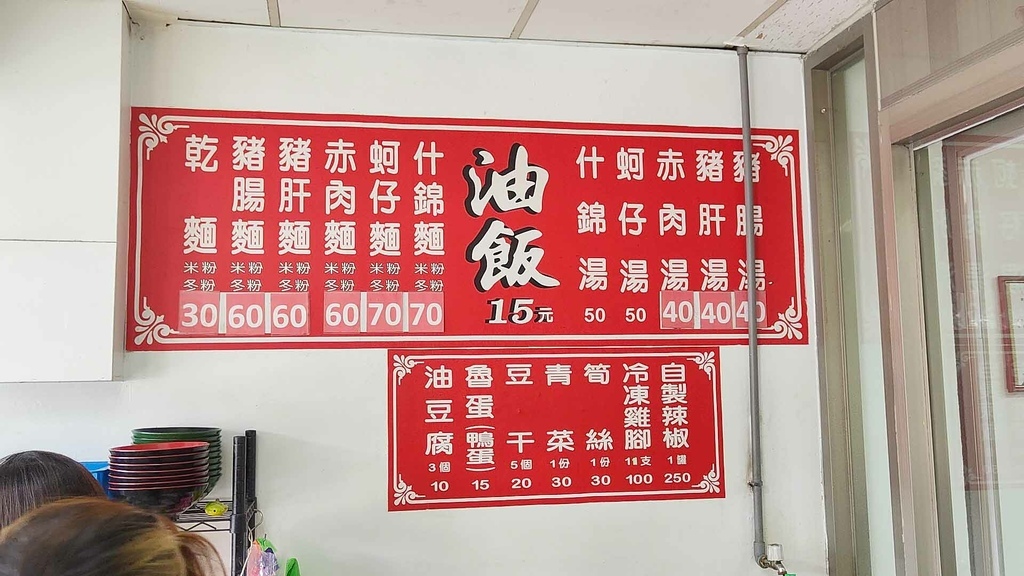 乾麵 米粉 冬粉 30
豬腸麵 米粉 冬粉 60
豬肝麵 米粉 冬粉 60
赤肉麵 米粉 冬粉 60
蚵仔麵 米粉 冬粉 70
什錦麵 米粉 冬粉 70
油飯 15元
什錦湯 50
蚵仔湯 50
赤肉湯 40
豬肝湯 40
豬腸湯 40
油豆腐 3個 10
魯蛋(鴨蛋) 15
豆干 5個 20
青菜 1份 30
筍絲 1份 30
冷凍雞腳 11支 100
自製辣椒 1罐 250